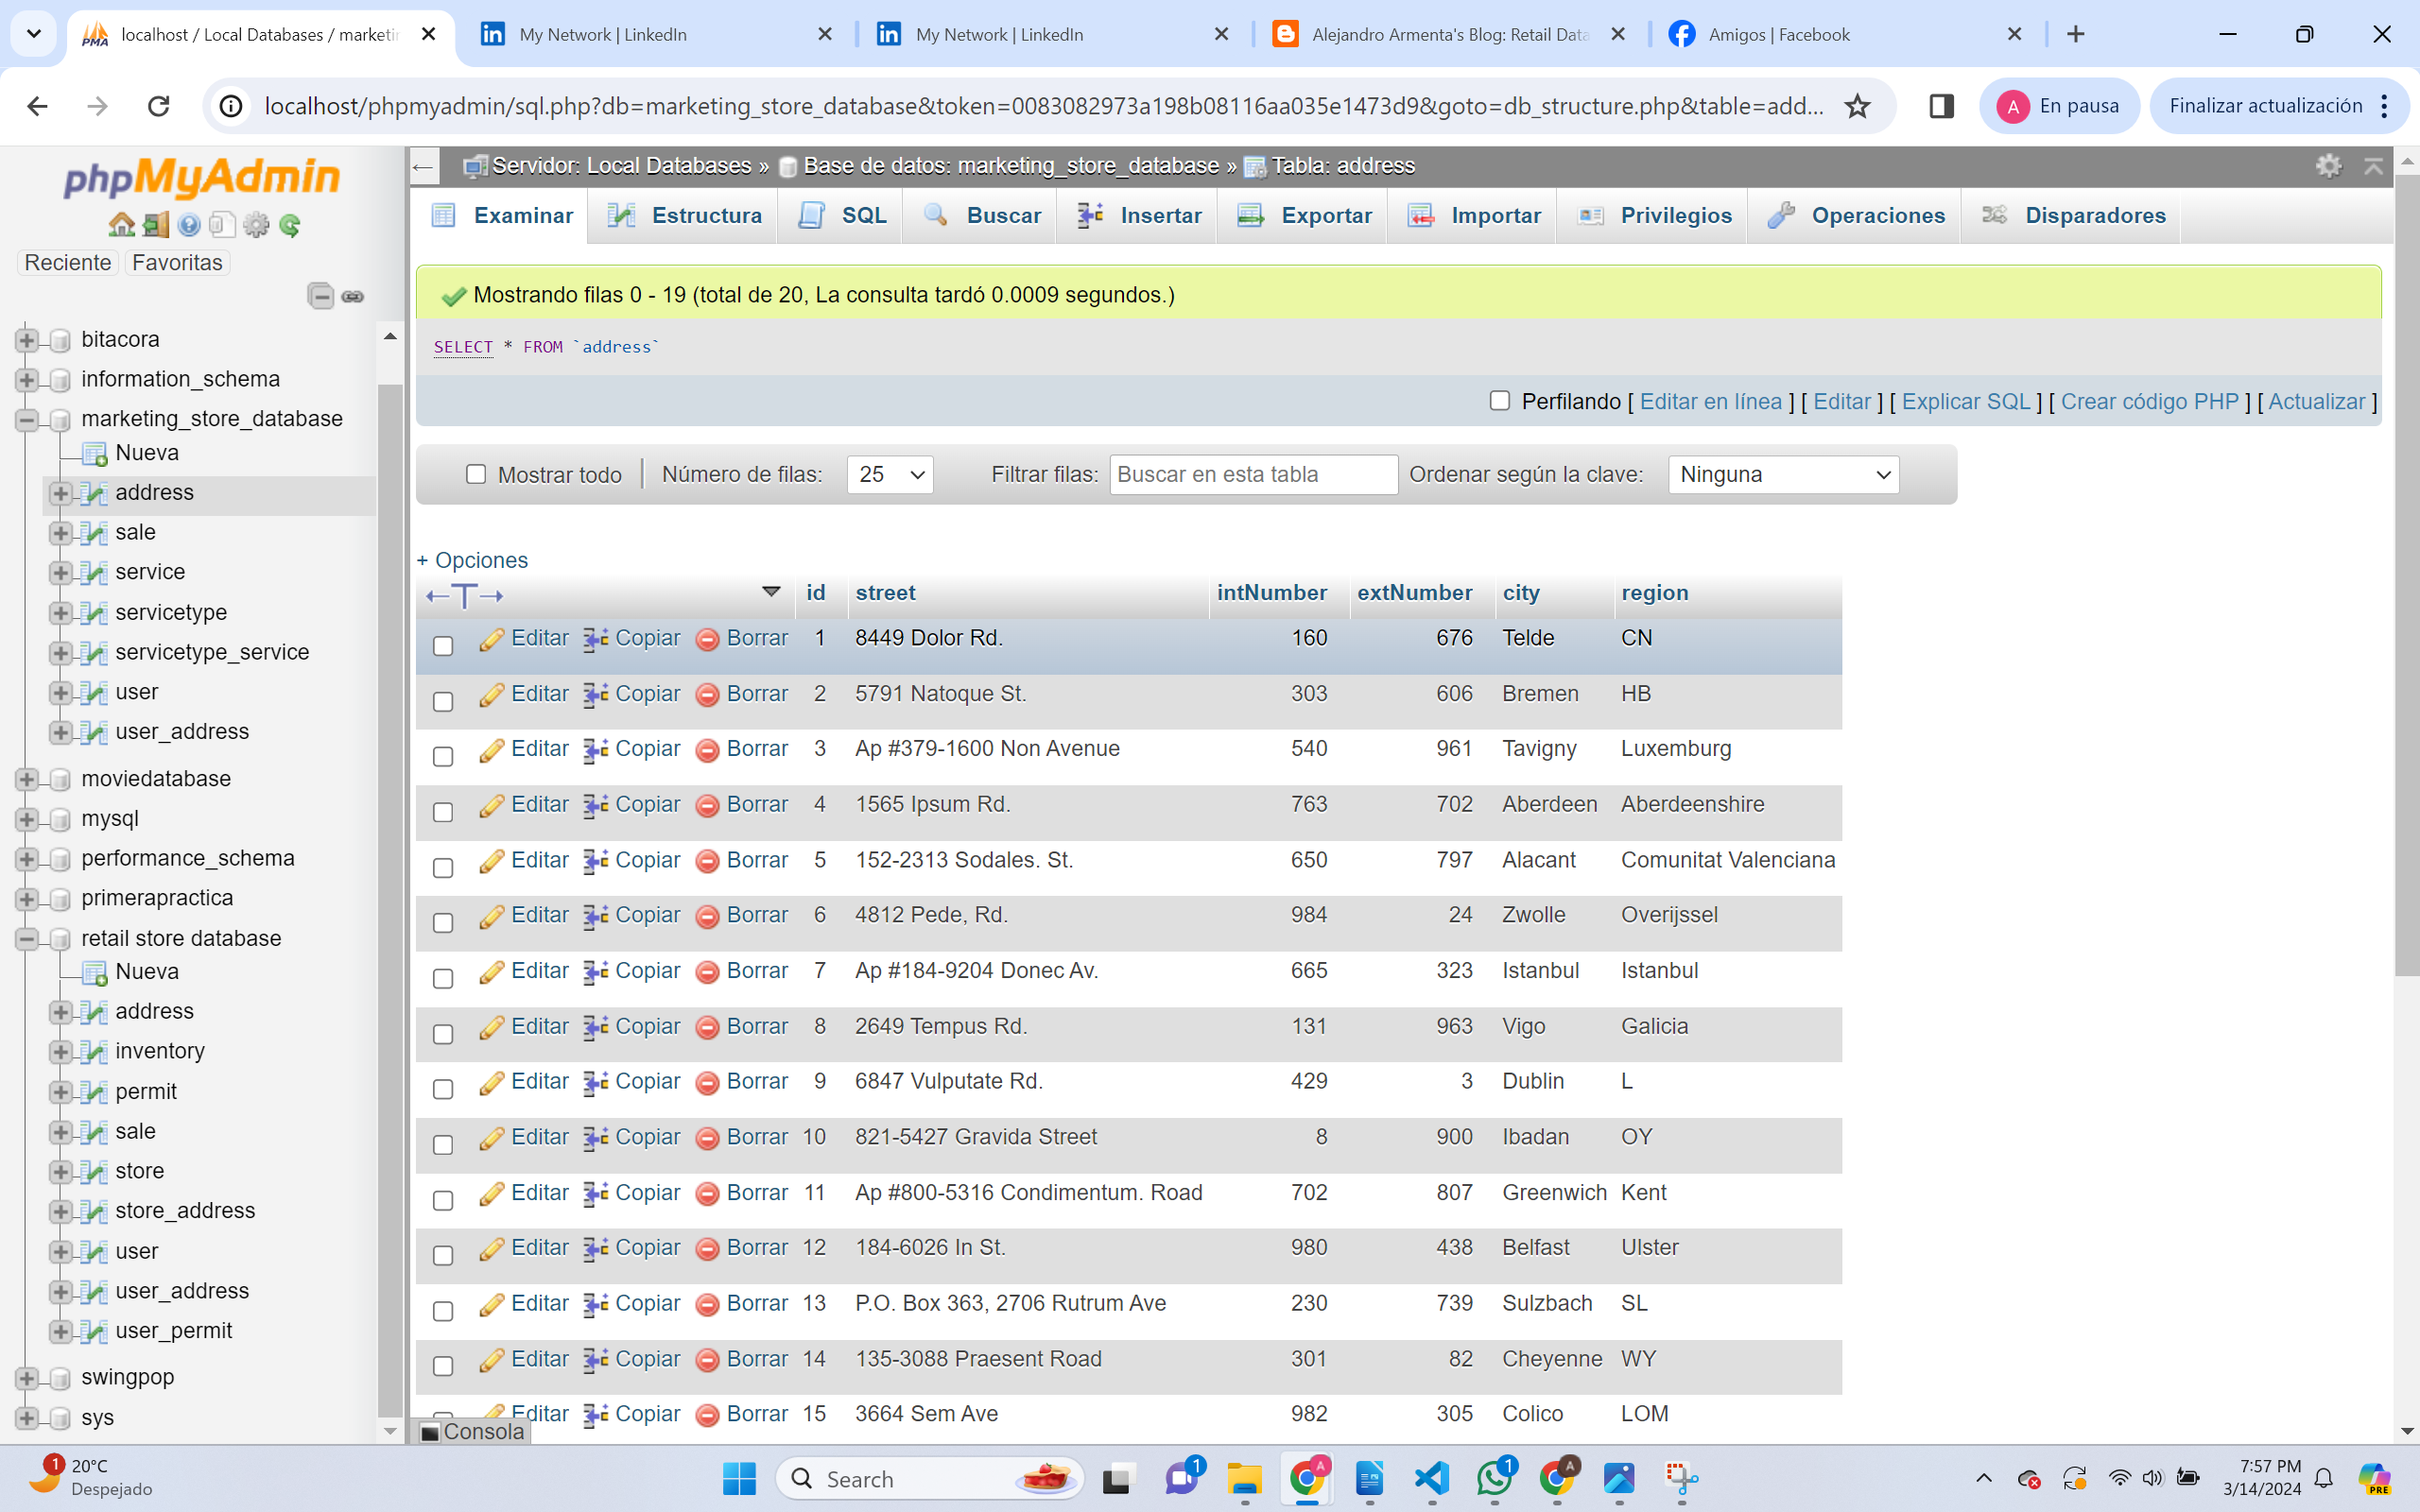 localhost / Local Databases / marketin
My Network | LinkedIn
My Network | LinkedIn
Alejandro Armenta's Blog: Retail Data
Amigos | Facebook
localhost/phpmyadmin/sql.php?db=marketing_store_database&token=0083082973a198b08116aa035e1473d9&goto=db_structure.php&table=add...
A En pausa
Finalizar actualización
phpMyAdmin
Reciente Favoritas
bitacora
information_schema
marketing_store_database
Nueva
address
sale
service
servicetype
servicetype_service
user
user_address
moviedatabase
mysql
performance_schema
primerapractica
retail store database
Nueva
address
inventory
permit
sale
store
store_address
user
user_address
user_permit
swingpop
sys
Servidor: Local Databases » Base de datos: marketing_store_database » Tabla: address
Examinar Estructura SQL Buscar Insertar Exportar Importar Privilegios Operaciones Disparadores
Mostrando filas 0 - 19 (total de 20, La consulta tardó 0.0009 segundos.)
SELECT * FROM `address`
Perfilando [ Editar en línea ] [ Editar ] [ Explicar SQL ] [ Crear código PHP ] [ Actualizar ]
Mostrar todo Número de filas: 25 Filtrar filas: Buscar en esta tabla Ordenar según la clave: Ninguna
+ Opciones
←T→ id street intNumber extNumber city region
Editar Copiar Borrar 1 8449 Dolor Rd. 160 676 Telde CN
Editar Copiar Borrar 2 5791 Natoque St. 303 606 Bremen HB
Editar Copiar Borrar 3 Ap #379-1600 Non Avenue 540 961 Tavigny Luxemburg
Editar Copiar Borrar 4 1565 Ipsum Rd. 763 702 Aberdeen Aberdeenshire
Editar Copiar Borrar 5 152-2313 Sodales. St. 650 797 Alacant Comunitat Valenciana
Editar Copiar Borrar 6 4812 Pede, Rd. 984 24 Zwolle Overijssel
Editar Copiar Borrar 7 Ap #184-9204 Donec Av. 665 323 Istanbul Istanbul
Editar Copiar Borrar 8 2649 Tempus Rd. 131 963 Vigo Galicia
Editar Copiar Borrar 9 6847 Vulputate Rd. 429 3 Dublin L
Editar Copiar Borrar 10 821-5427 Gravida Street 8 900 Ibadan OY
Editar Copiar Borrar 11 Ap #800-5316 Condimentum. Road 702 807 Greenwich Kent
Editar Copiar Borrar 12 184-6026 In St. 980 438 Belfast Ulster
Editar Copiar Borrar 13 P.O. Box 363, 2706 Rutrum Ave 230 739 Sulzbach SL
Editar Copiar Borrar 14 135-3088 Praesent Road 301 82 Cheyenne WY
Editar Copiar Borrar 15 3664 Sem Ave 982 305 Colico LOM
Consola
1 20°C
Despejado
Search
1
A
1
A
7:57 PM
3/14/2024
PRE